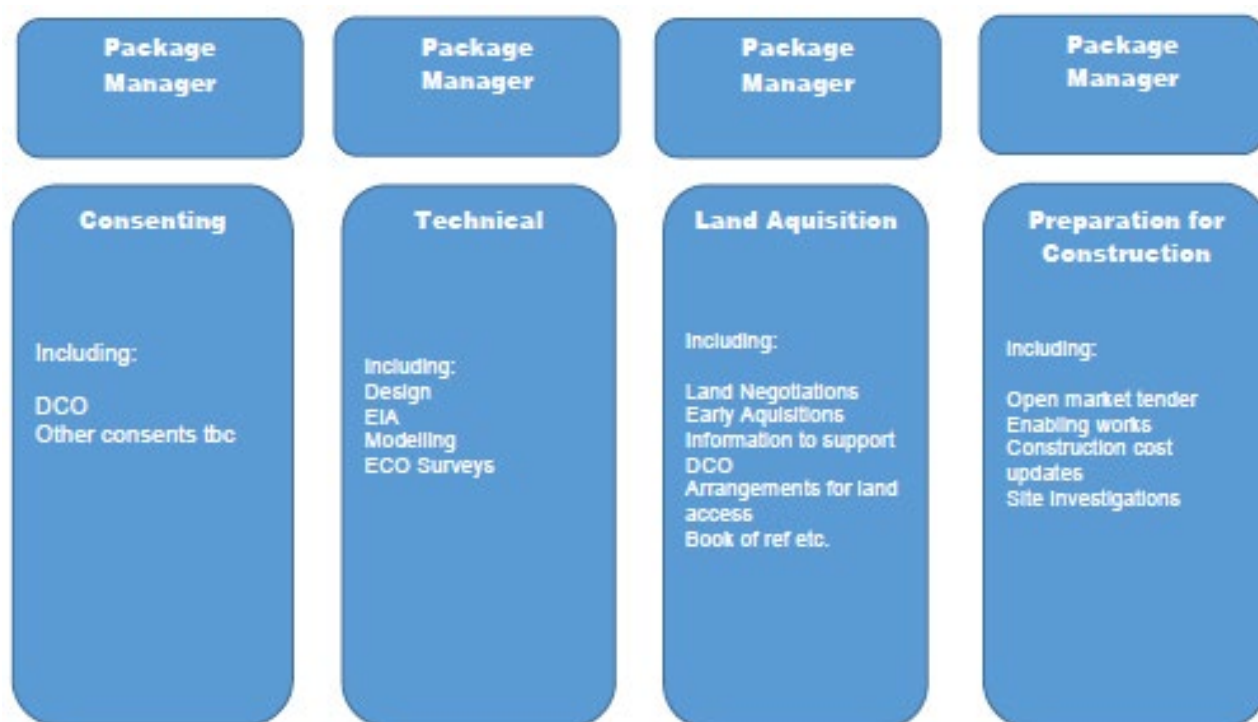 Package
Manager
Package
Manager
Package
Manager
Package
Manager
Consenting
Including:
DCO
Other consents tbc
Technical
Including:
Design
EIA
Modelling
ECO Surveys
Land Aquisition
Including:
Land Negotiations
Early Aquisitions
Information to support
DCO
Arrangements for land
access
Book of ref etc.
Preparation for
Construction
Including:
Open market tender
Enabling works
Construction cost
updates
Site Investigations